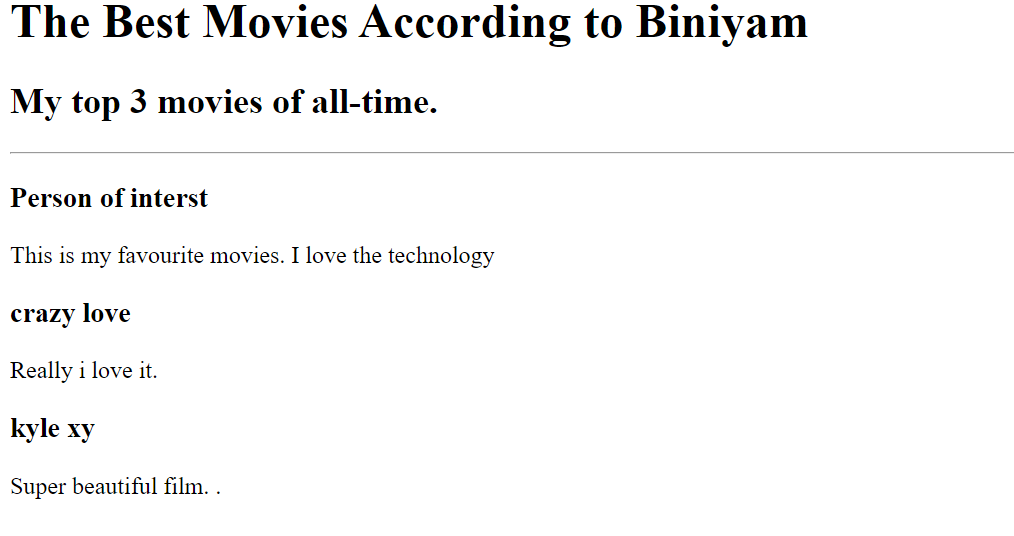 The Best Movies According to Biniyam
My top 3 movies of all-time.
Person of interst
This is my favourite movies. I love the technology
crazy love
Really i love it.
kyle xy
Super beautiful film. .